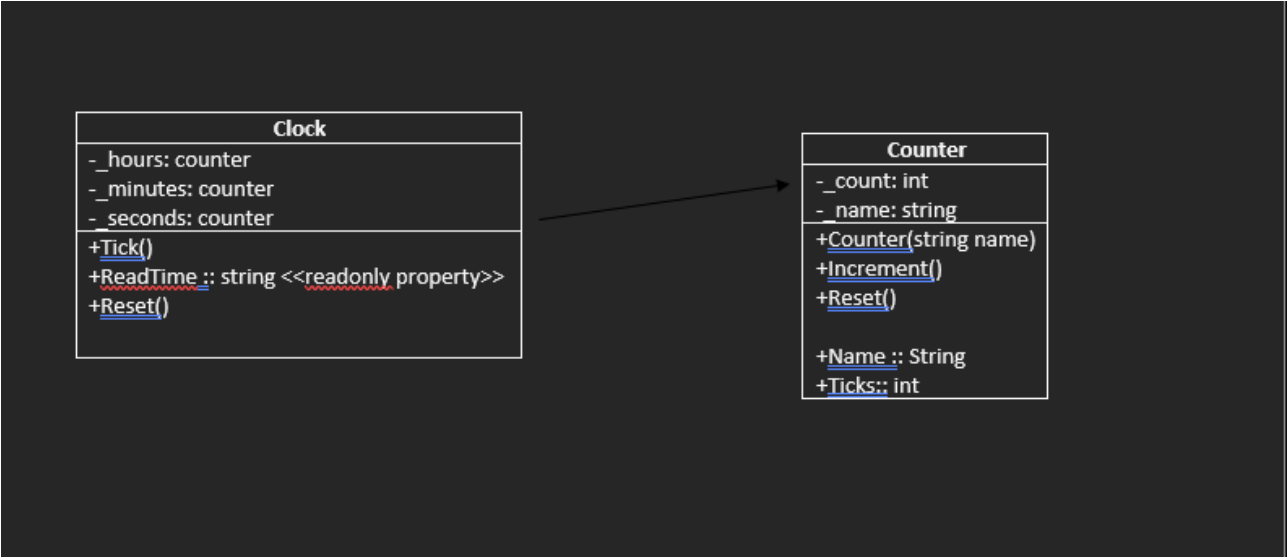 Clock
-_hours: counter
-_minutes: counter
-_seconds: counter
+Tick()
+ReadTime :: string <<readonly property>>
+Reset()
Counter
-_count: int
-_name: string
+Counter(string name)
+Increment()
+Reset()
+Name :: String
+Ticks:: int